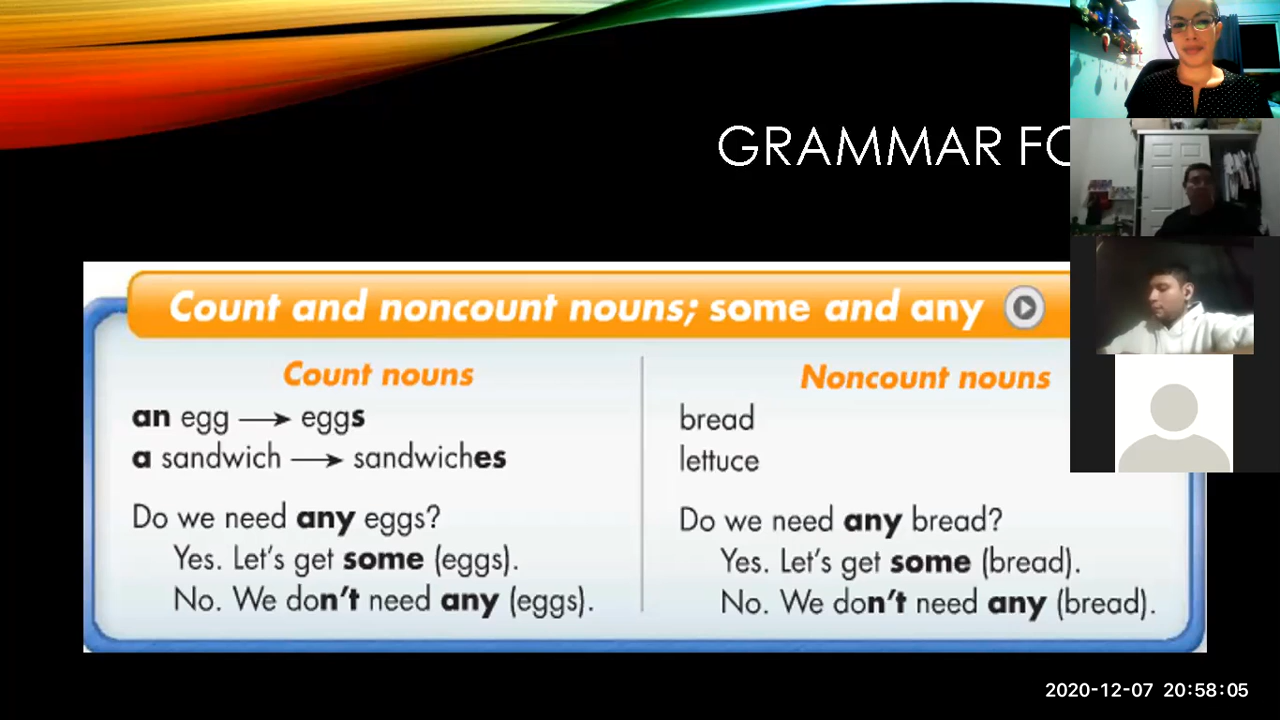 GRAMMAR FO
Count and noncount nouns; some and any
Count nouns
an egg → eggs
a sandwich → sandwiches
Do we need any eggs?
Yes. Let's get some (eggs).
No. We don't need any (eggs).
Noncount nouns
bread
lettuce
Do we need any bread?
Yes. Let's get some (bread).
No. We don't need any (bread).
2020-12-07 20:58:05